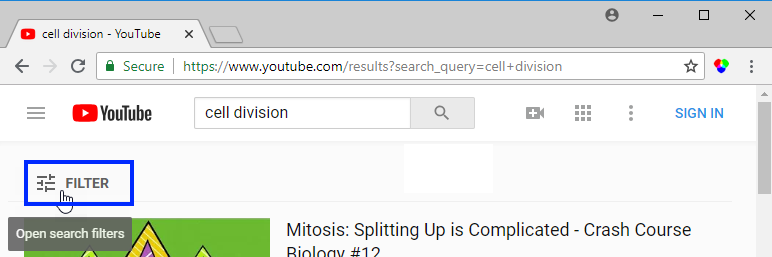 cell division - YouTube
Secure
https://www.youtube.com/results?search_query=cell+division
YouTube
cell division
SIGN IN
FILTER
Open search filters
Mitosis: Splitting Up is Complicated - Crash Course
Biology #12